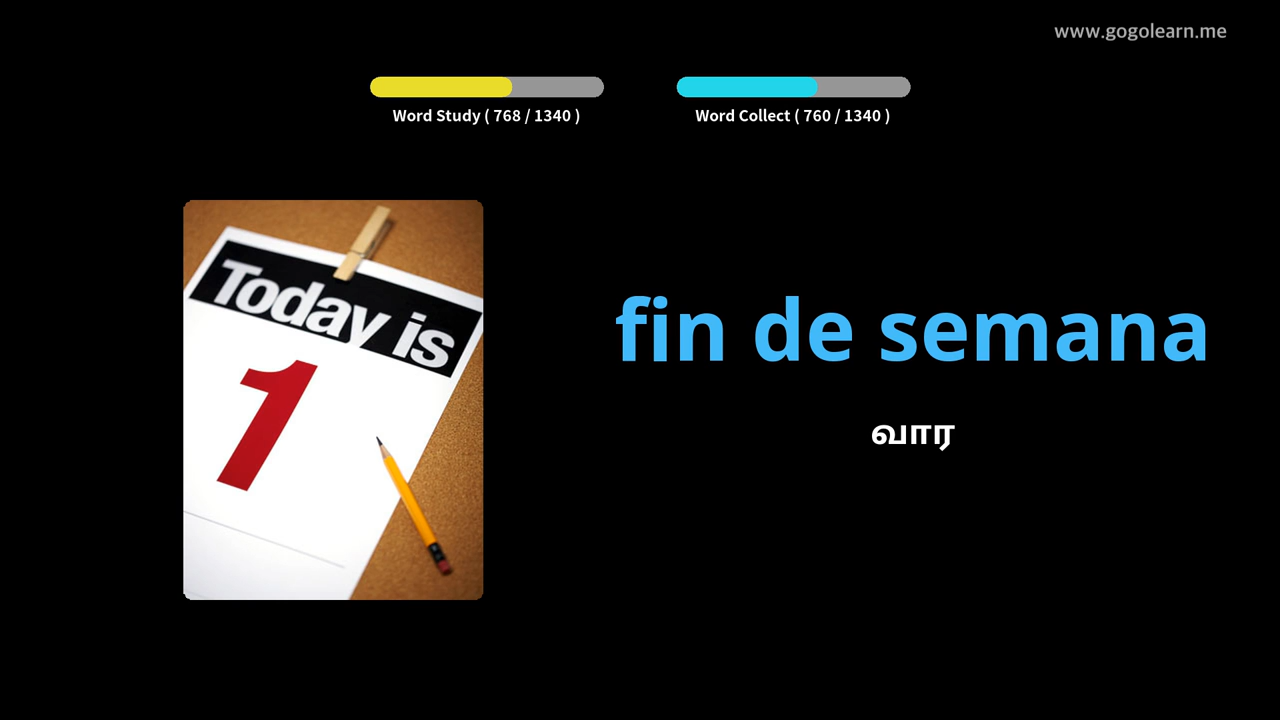 www.gogolearn.me
Word Study ( 768 / 1340 )
Word Collect ( 760 / 1340 )
Today is
1
fin de semana
வார